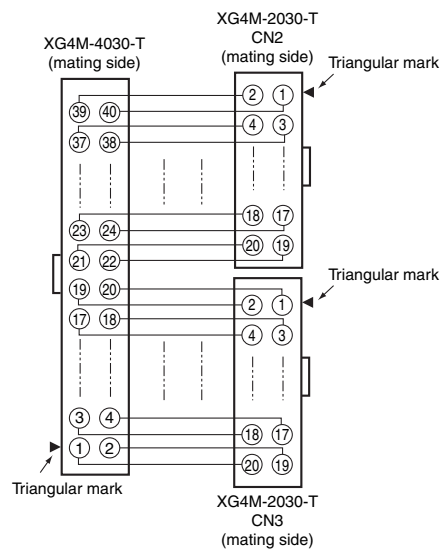 XG4M-2030-T
CN2
(mating side)
XG4M-4030-T
(mating side)
Triangular mark
2 1
39 40
4 3
37 38
18 17
23 24
20 19
21 22
Triangular mark
19 20
2 1
17 18
4 3
3 4
18 17
1 2
20 19
Triangular mark
XG4M-2030-T
CN3
(mating side)